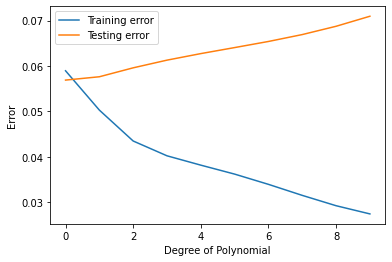 Training error
Testing error
0.07
0.06
0.05
0.04
0.03
Error
0 2 4 6 8
Degree of Polynomial